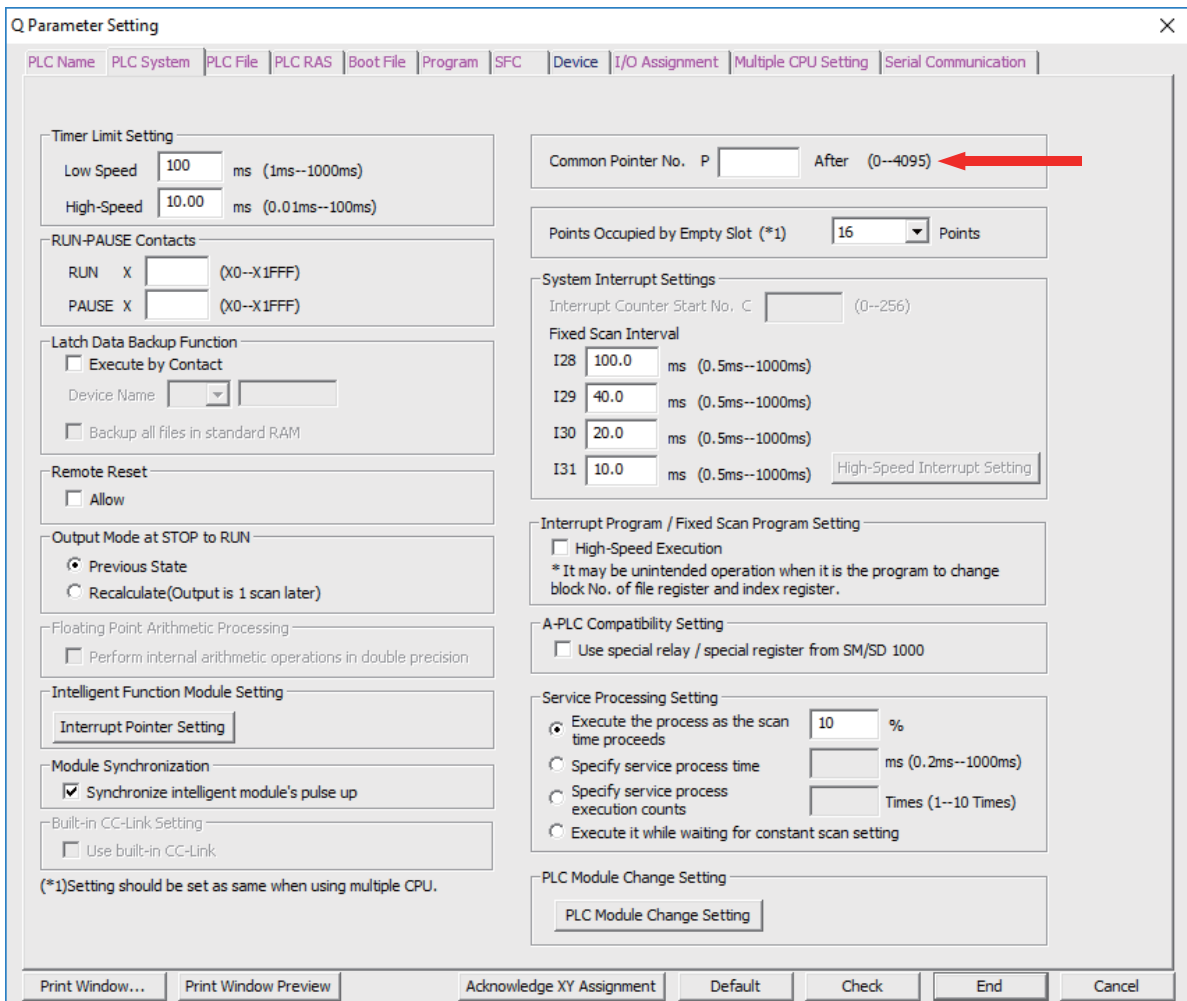 Q Parameter Setting
PLC Name PLC System PLC File PLC RAS Boot File Program SFC Device I/O Assignment Multiple CPU Setting Serial Communication
Timer Limit Setting
Low Speed 100 ms (1ms--1000ms)
High-Speed 10.00 ms (0.01ms--100ms)
RUN-PAUSE Contacts
RUN X (X0--X1FFF)
PAUSE X (X0--X1FFF)
Latch Data Backup Function
Execute by Contact
Device Name
Backup all files in standard RAM
Remote Reset
Allow
Output Mode at STOP to RUN
Previous State
Recalculate(Output is 1 scan later)
Floating Point Arithmetic Processing
Perform internal arithmetic operations in double precision
Intelligent Function Module Setting
Interrupt Pointer Setting
Module Synchronization
Synchronize intelligent module's pulse up
Built-in CC-Link Setting
Use built-in CC-Link
(*1)Setting should be set as same when using multiple CPU.
Common Pointer No. P After (0--4095)
Points Occupied by Empty Slot (*1) 16 Points
System Interrupt Settings
Interrupt Counter Start No. C (0--256)
Fixed Scan Interval
I28 100.0 ms (0.5ms--1000ms)
I29 40.0 ms (0.5ms--1000ms)
I30 20.0 ms (0.5ms--1000ms)
I31 10.0 ms (0.5ms--1000ms) High-Speed Interrupt Setting
Interrupt Program / Fixed Scan Program Setting
High-Speed Execution
* It may be unintended operation when it is the program to change
block No. of file register and index register.
A-PLC Compatibility Setting
Use special relay / special register from SM/SD 1000
Service Processing Setting
Execute the process as the scan
time proceeds 10 %
Specify service process time ms (0.2ms--1000ms)
Specify service process
execution counts Times (1--10 Times)
Execute it while waiting for constant scan setting
PLC Module Change Setting
PLC Module Change Setting
Print Window... Print Window Preview Acknowledge XY Assignment Default Check End Cancel